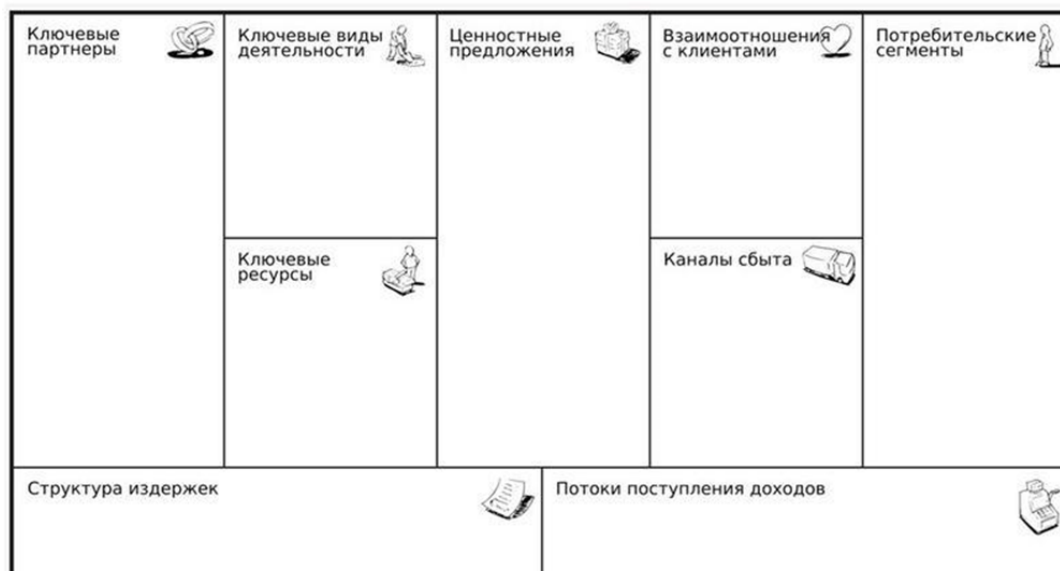 Ключевые
партнеры
Ключевые виды
деятельности
Ценностные
предложения
Взаимоотношения
с клиентами
Потребительские
сегменты
Ключевые
ресурсы
Каналы сбыта
Структура издержек
Потоки поступления доходов